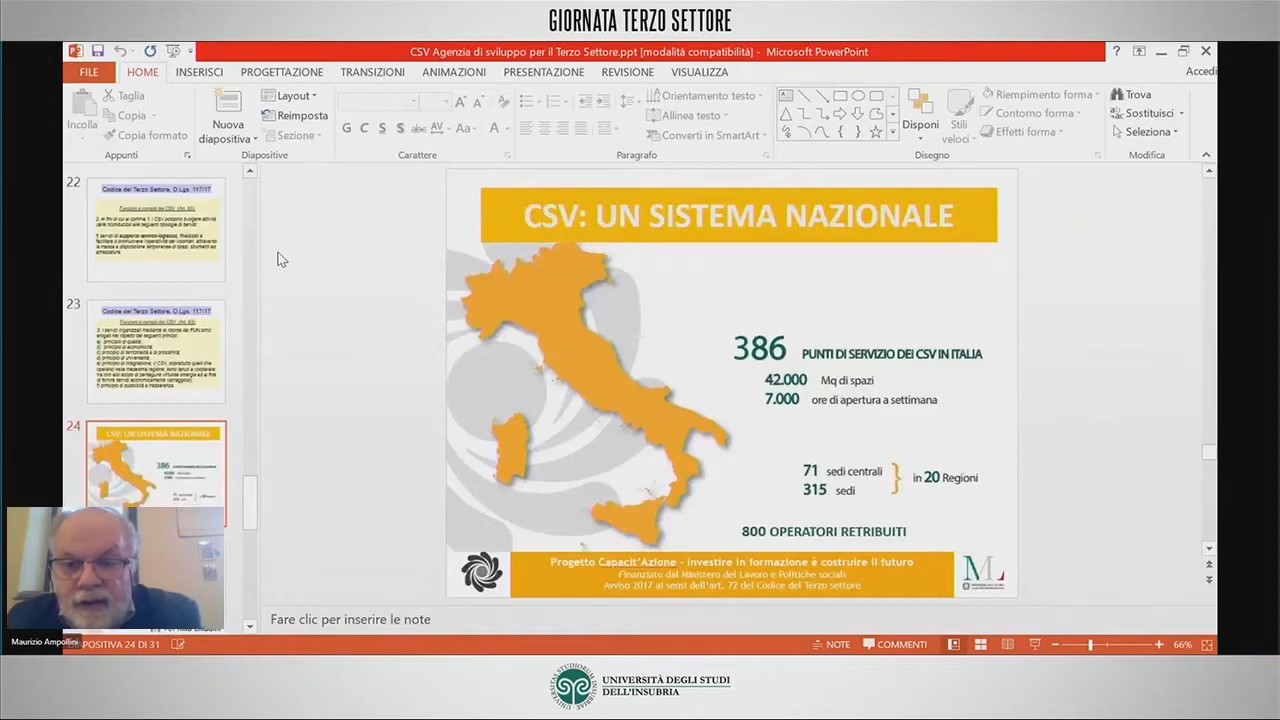 GIORNATA TERZO SETTORE
CSV Agenzia di sviluppo per il Terzo Settore.ppt [modalità compatibilità] - Microsoft PowerPoint
FILE HOME INSERISCI PROGETTAZIONE TRANSIZIONI ANIMAZIONI PRESENTAZIONE REVISIONE VISUALIZZA Accedi
Incolla
Taglia
Copia
Copia formato
Appunti
Nuova diapositiva
Layout
Reimposta
Sezione
Diapositive
G C S S abc AV Aa A
Carattere
Orientamento testo
Allinea testo
Converti in SmartArt
Paragrafo
Disponi
Stili veloci
Riempimento forma
Contorno forma
Effetti forma
Disegno
Trova
Sostituisci
Seleziona
Modifica
22
Codice del Terzo Settore, D.Lgs. 117/17
23
Codice del Terzo Settore, D.Lgs. 117/17
24
CSV: UN SISTEMA NAZIONALE
CSV: UN SISTEMA NAZIONALE
386 PUNTI DI SERVIZIO DEI CSV IN ITALIA
42.000 Mq di spazi
7.000 ore di apertura a settimana
71 sedi centrali
315 sedi
in 20 Regioni
800 OPERATORI RETRIBUITI
Progetto Capacit'Azione - Investire in formazione è costruire il futuro
Finanziato dal Ministero del Lavoro e Politiche sociali
Avviso 2017 ai sensi dell'art. 72 del Codice del Terzo settore
Fare clic per inserire le note
Maurizio Ampollini
POSITIVA 24 DI 31
NOTE COMMENTI 66%
UNIVERSITÀ DEGLI STUDI
DELL'INSUBRIA